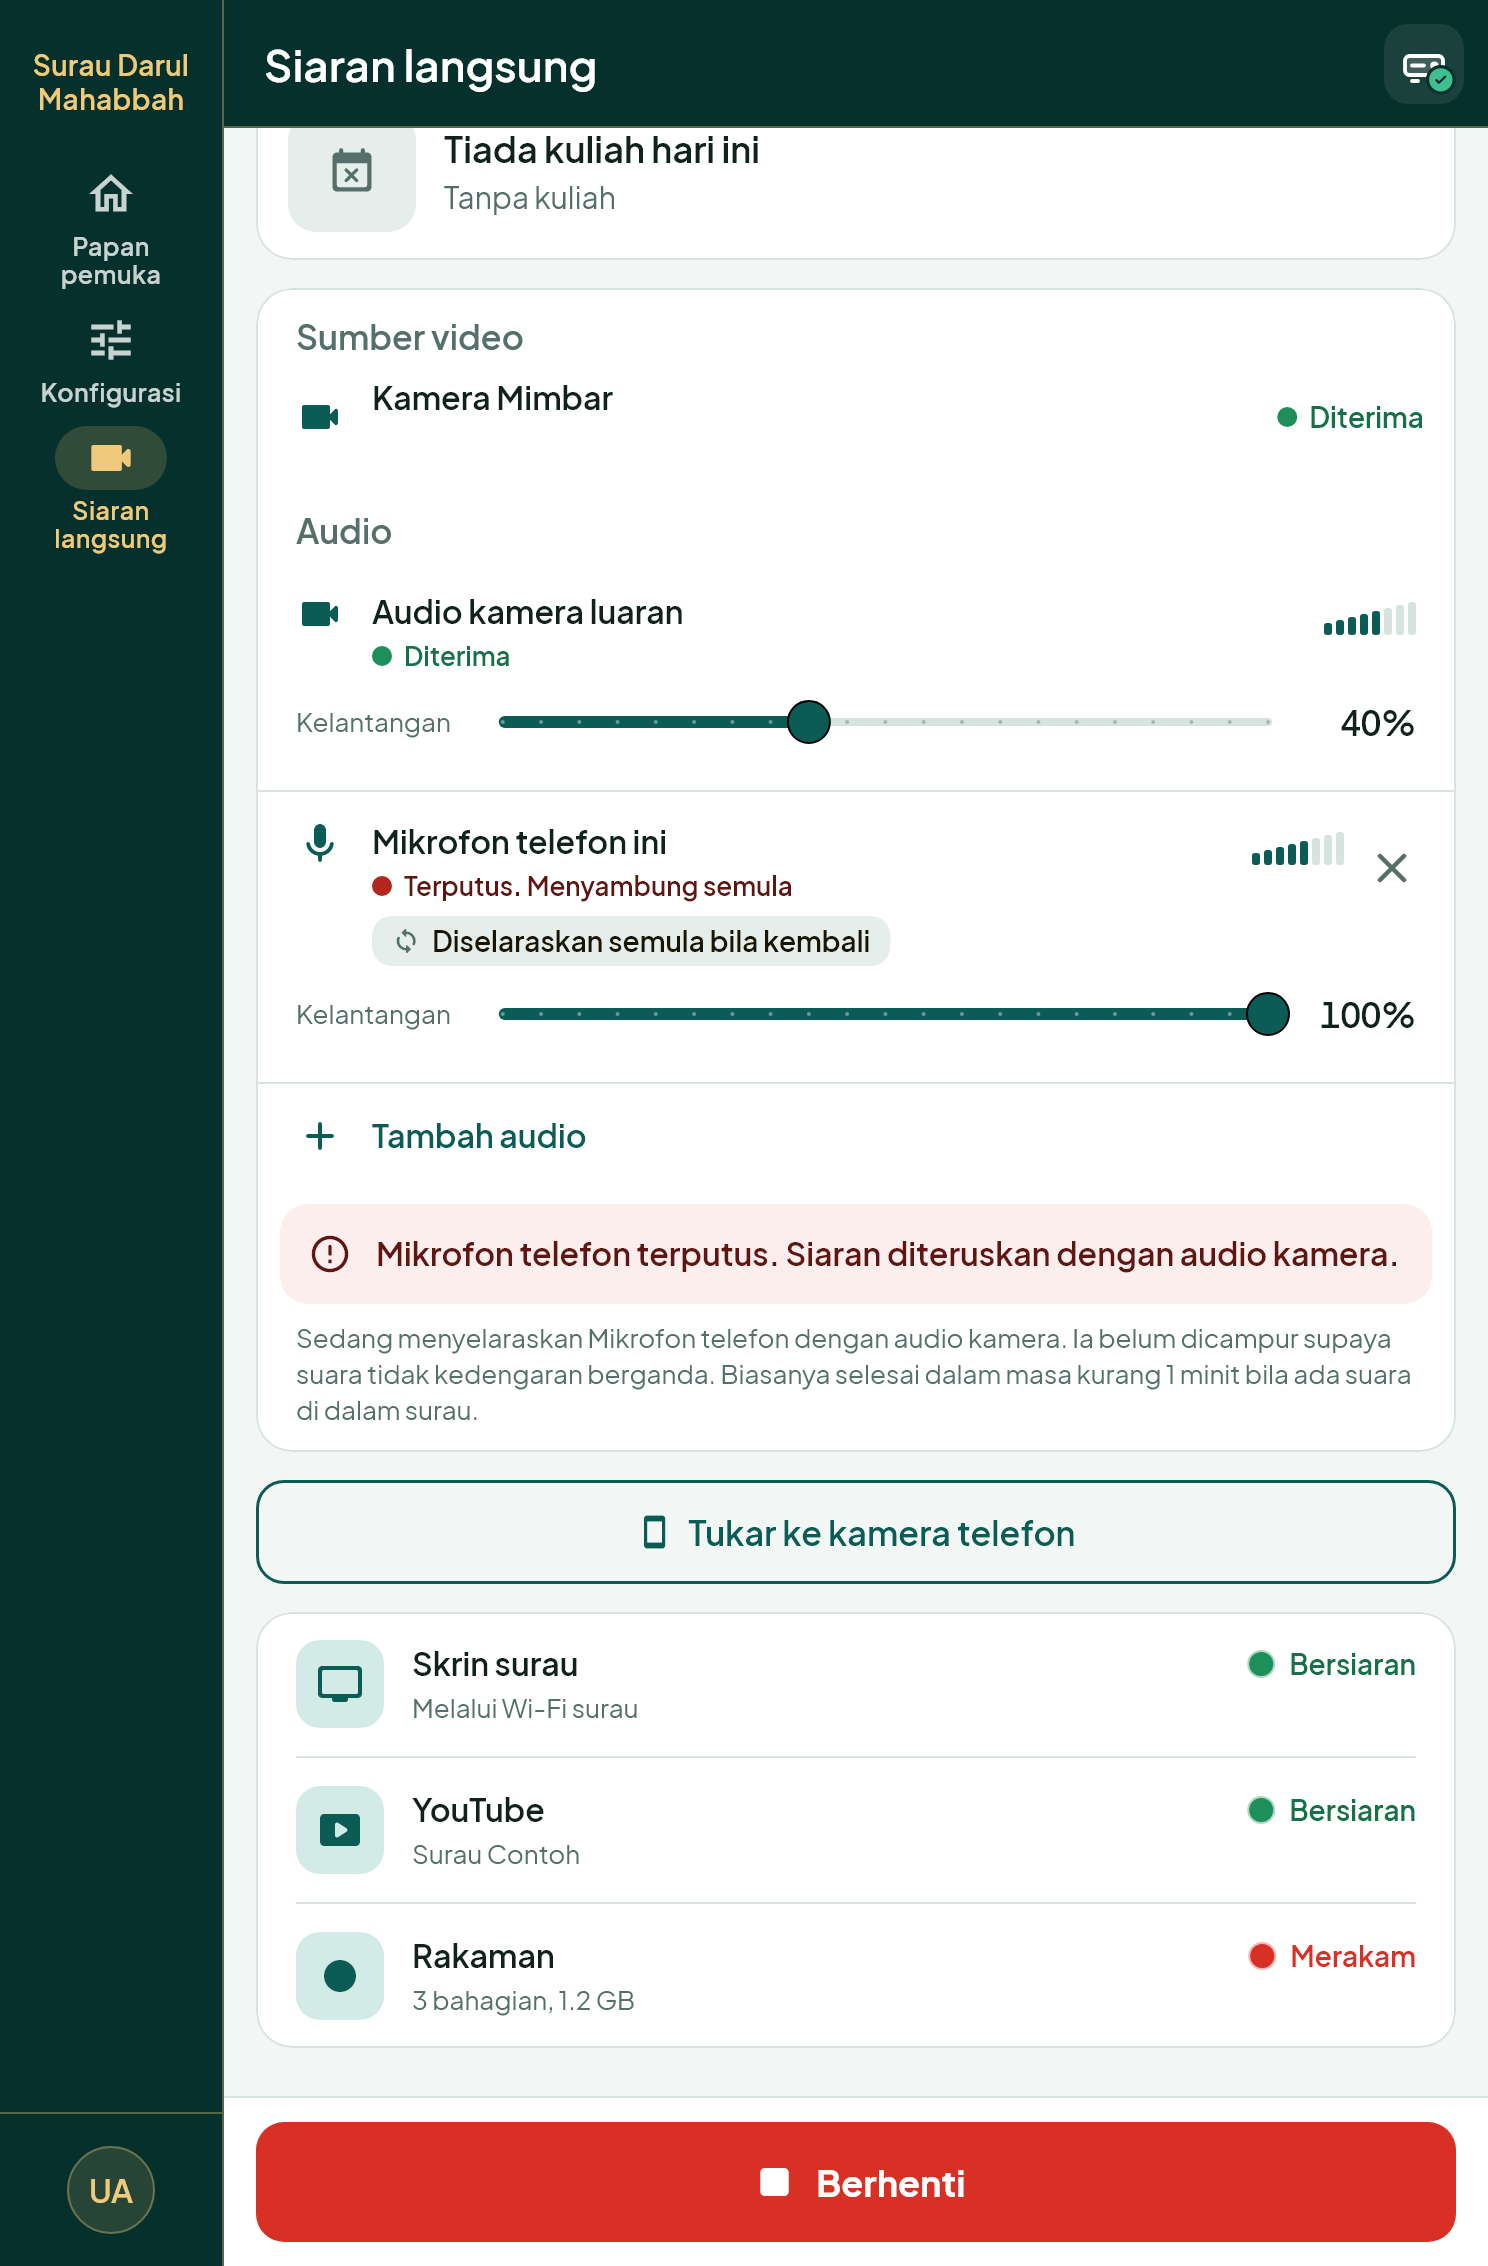 Surau Darul
Mahabbah
Papan
pemuka
Konfigurasi
Siaran
langsung
UA
Siaran langsung
Tiada kuliah hari ini
Tanpa kuliah
Sumber video
Kamera Mimbar
Diterima
Audio
Audio kamera luaran
Diterima
Kelantangan
40%
Mikrofon telefon ini
Terputus. Menyambung semula
Diselaraskan semula bila kembali
Kelantangan
100%
Tambah audio
Mikrofon telefon terputus. Siaran diteruskan dengan audio kamera.
Sedang menyelaraskan Mikrofon telefon dengan audio kamera. Ia belum dicampur supaya
suara tidak kedengaran berganda. Biasanya selesai dalam masa kurang 1 minit bila ada suara
di dalam surau.
Tukar ke kamera telefon
Skrin surau
Bersiaran
Melalui Wi-Fi surau
YouTube
Bersiaran
Surau Contoh
Rakaman
Merakam
3 bahagian, 1.2 GB
Berhenti